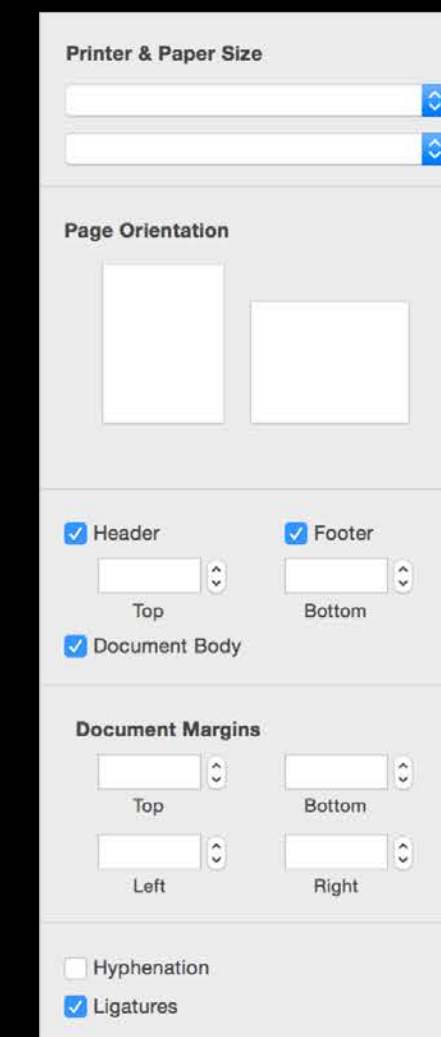 Printer & Paper Size
Page Orientation
Header Footer
Top Bottom
Document Body
Document Margins
Top Bottom
Left Right
Hyphenation
Ligatures